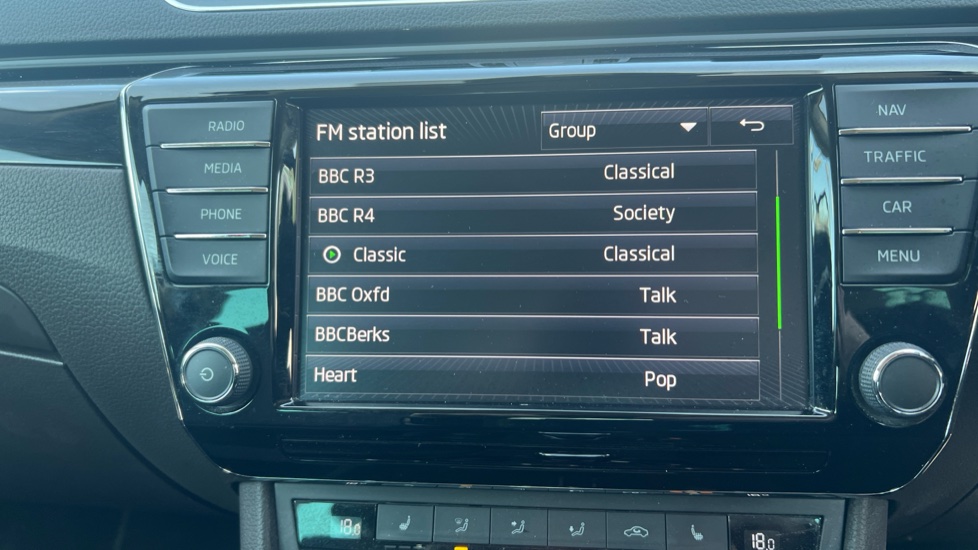 RADIO
MEDIA
PHONE
VOICE
FM station list Group
BBC R3 Classical
BBC R4 Society
Classic Classical
BBC Oxfd Talk
BBCBerks Talk
Heart Pop
NAV
TRAFFIC
CAR
MENU
18.0 18.0